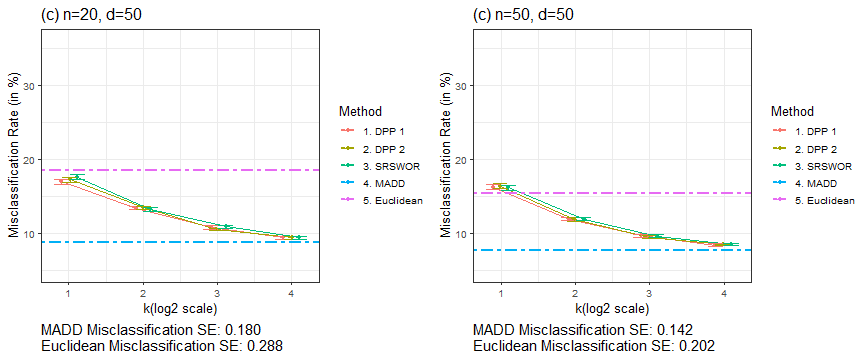 (c) n=20, d=50
Misclassification Rate (in %)
30
20
10
1 2 3 4
k(log2 scale)
Method
1. DPP 1
2. DPP 2
3. SRSWOR
4. MADD
5. Euclidean
MADD Misclassification SE: 0.180
Euclidean Misclassification SE: 0.288
(c) n=50, d=50
Misclassification Rate (in %)
30
20
10
1 2 3 4
k(log2 scale)
Method
1. DPP 1
2. DPP 2
3. SRSWOR
4. MADD
5. Euclidean
MADD Misclassification SE: 0.142
Euclidean Misclassification SE: 0.202